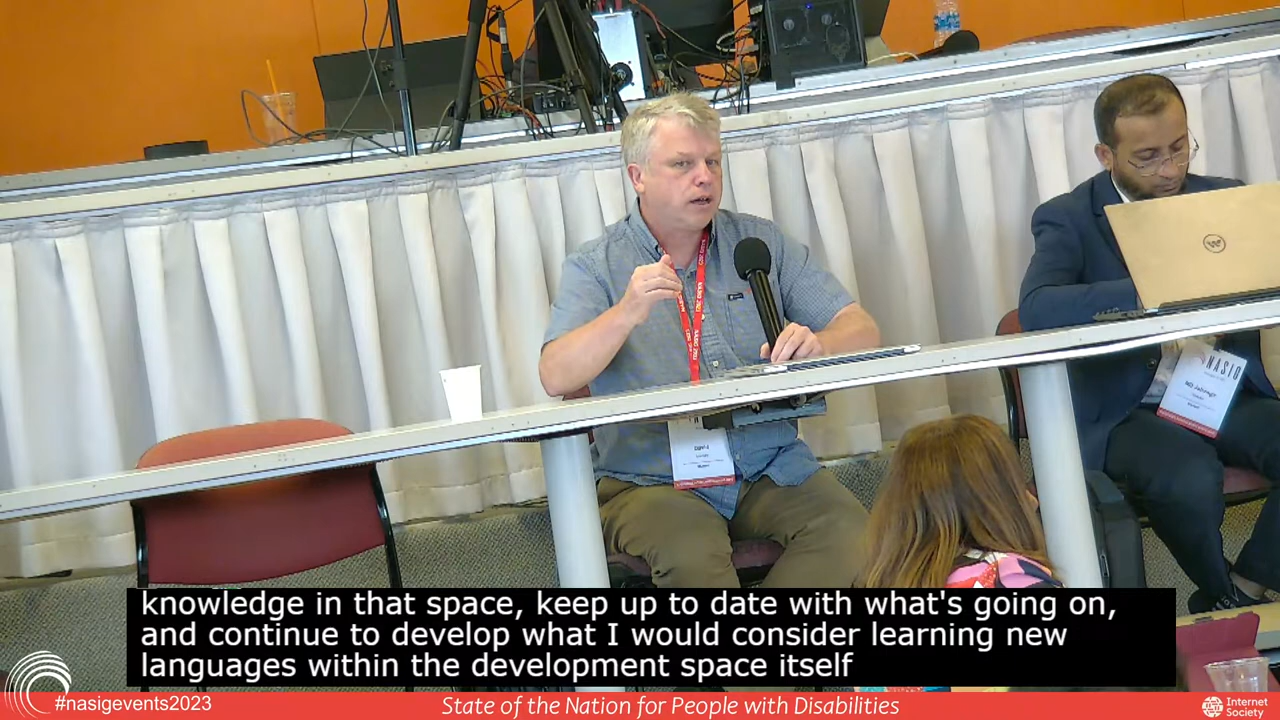 NASIG
knowledge in that space, keep up to date with what's going on,
and continue to develop what I would consider learning new
languages within the development space itself
#nasigevents2023
State of the Nation for People with Disabilities
Internet
Society